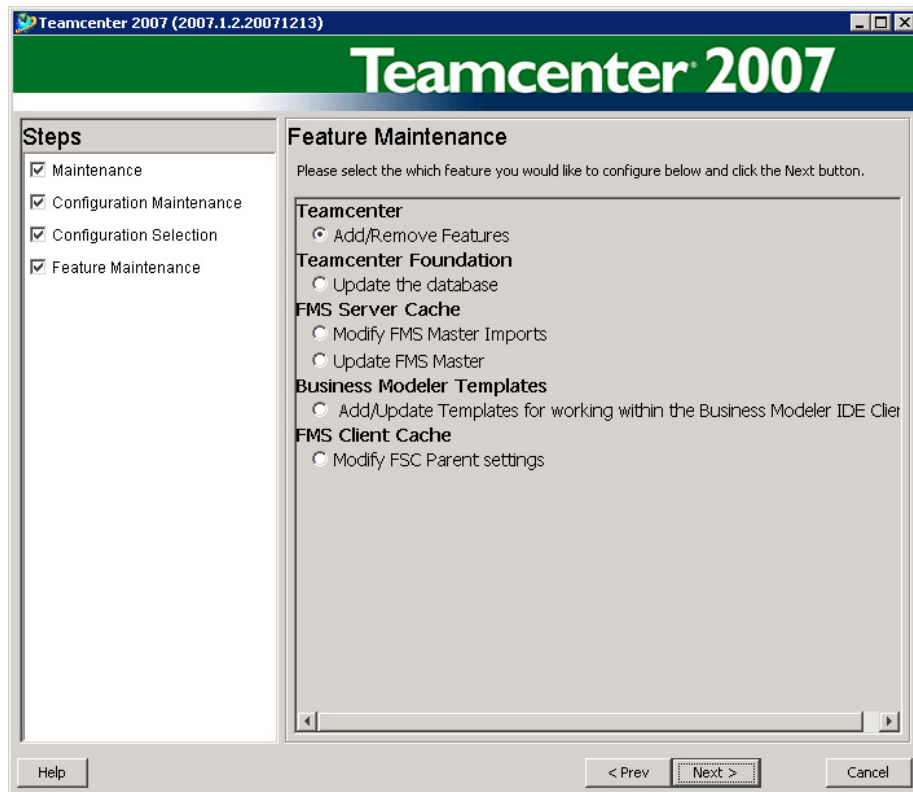 Teamcenter 2007 (2007.1.2.20071213)
Teamcenter® 2007
Steps
Maintenance
Configuration Maintenance
Configuration Selection
Feature Maintenance
Feature Maintenance
Please select the which feature you would like to configure below and click the Next button.
Teamcenter
Add/Remove Features
Teamcenter Foundation
Update the database
FMS Server Cache
Modify FMS Master Imports
Update FMS Master
Business Modeler Templates
Add/Update Templates for working within the Business Modeler IDE Clier
FMS Client Cache
Modify FSC Parent settings
Help
< Prev
Next >
Cancel